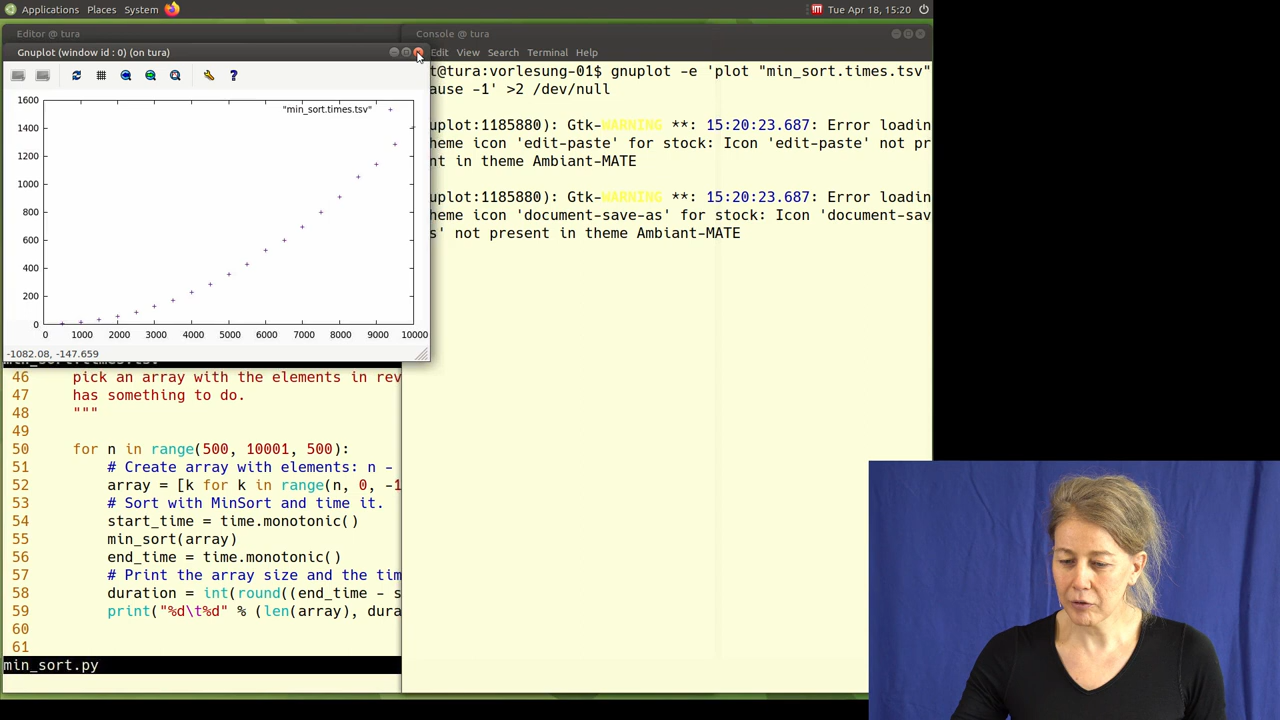 Applications Places System
Tue Apr 18, 15:20
Editor @ tura
Console @ tura
Gnuplot (window id : 0) (on tura)
Edit View Search Terminal Help
1600
1400
1200
1000
800
600
400
200
0
"min_sort.times.tsv"
0 1000 2000 3000 4000 5000 6000 7000 8000 9000 10000
-1082.08, -147.659
t@tura:vorlesung-01$ gnuplot -e 'plot "min_sort.times.tsv"
ause -1' >2 /dev/null
uplot:1185880): Gtk-WARNING **: 15:20:23.687: Error loadin
heme icon 'edit-paste' for stock: Icon 'edit-paste' not pr
nt in theme Ambiant-MATE
uplot:1185880): Gtk-WARNING **: 15:20:23.687: Error loadin
heme icon 'document-save-as' for stock: Icon 'document-sav
s' not present in theme Ambiant-MATE
46 pick an array with the elements in rev
47 has something to do.
48 """
49
50 for n in range(500, 10001, 500):
51 # Create array with elements: n -
52 array = [k for k in range(n, 0, -1
53 # Sort with MinSort and time it.
54 start_time = time.monotonic()
55 min_sort(array)
56 end_time = time.monotonic()
57 # Print the array size and the tim
58 duration = int(round((end_time - s
59 print("%d\t%d" % (len(array), dura
60
61
min_sort.py